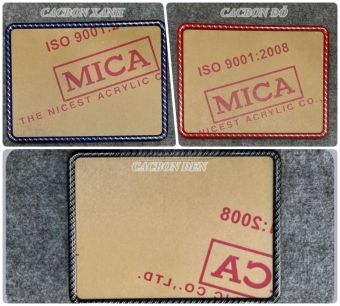 CACBON XANH
ISO 9001:2
MICA
THE NICEST ACRYLIC C
CACBON ĐỎ
ISO 9001:2008
MICA
NICEST ACRYLIC CO.,
CACBON ĐEN
:2008
CA
IC CO.,LTD.